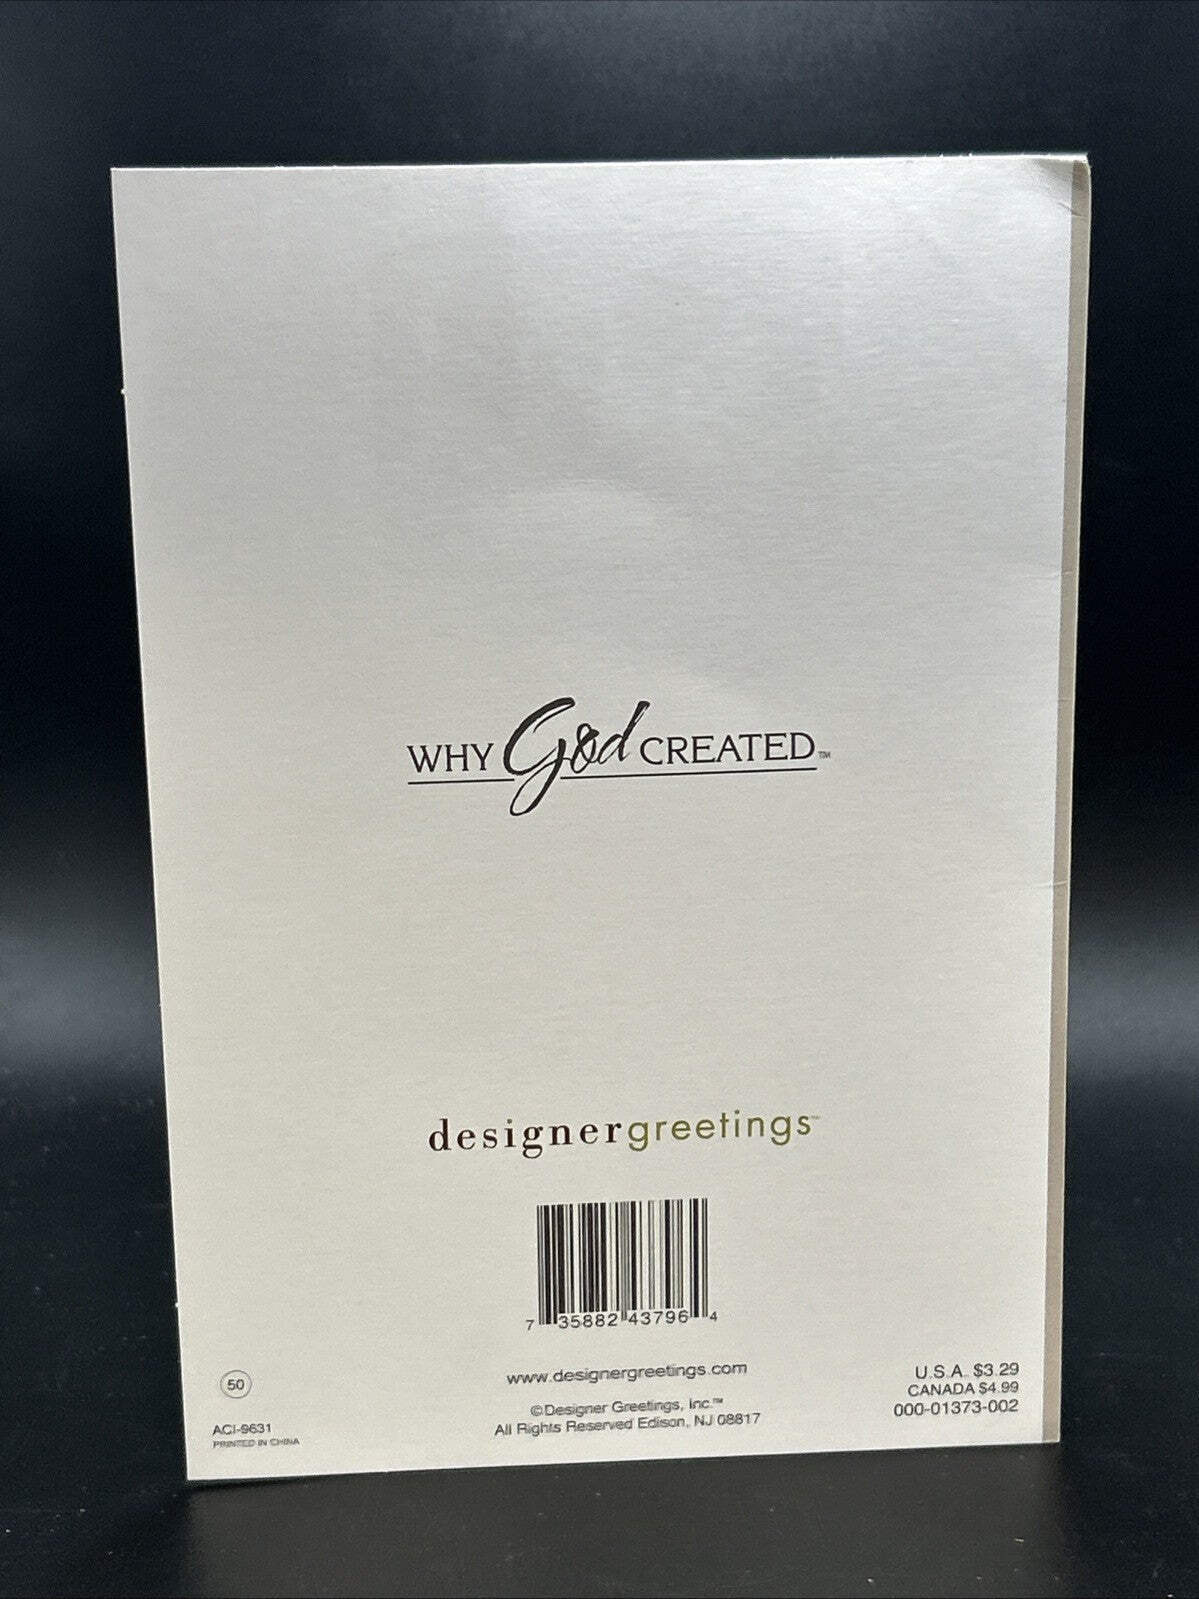 WHY God CREATED™
designergreetings™
7 35882 43796 4
50
www.designergreetings.com
U.S.A. $3.29
CANADA $4.99
000-01373-002
©Designer Greetings, Inc.™
All Rights Reserved Edison, NJ 08817
ACI-9631
PRINTED IN CHINA